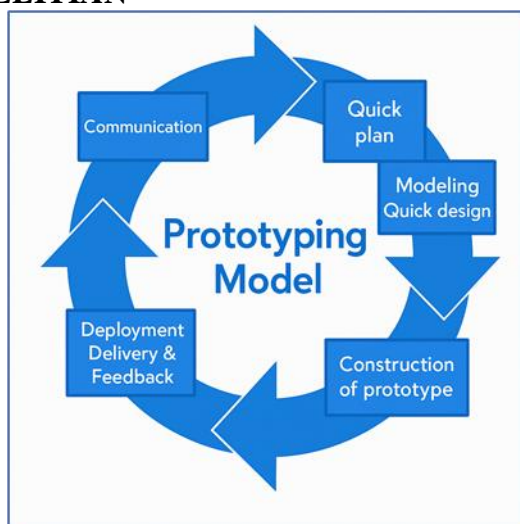 Communication
Quick
plan
Modeling
Quick design
Prototyping
Model
Deployment
Delivery &
Feedback
Construction
of prototype